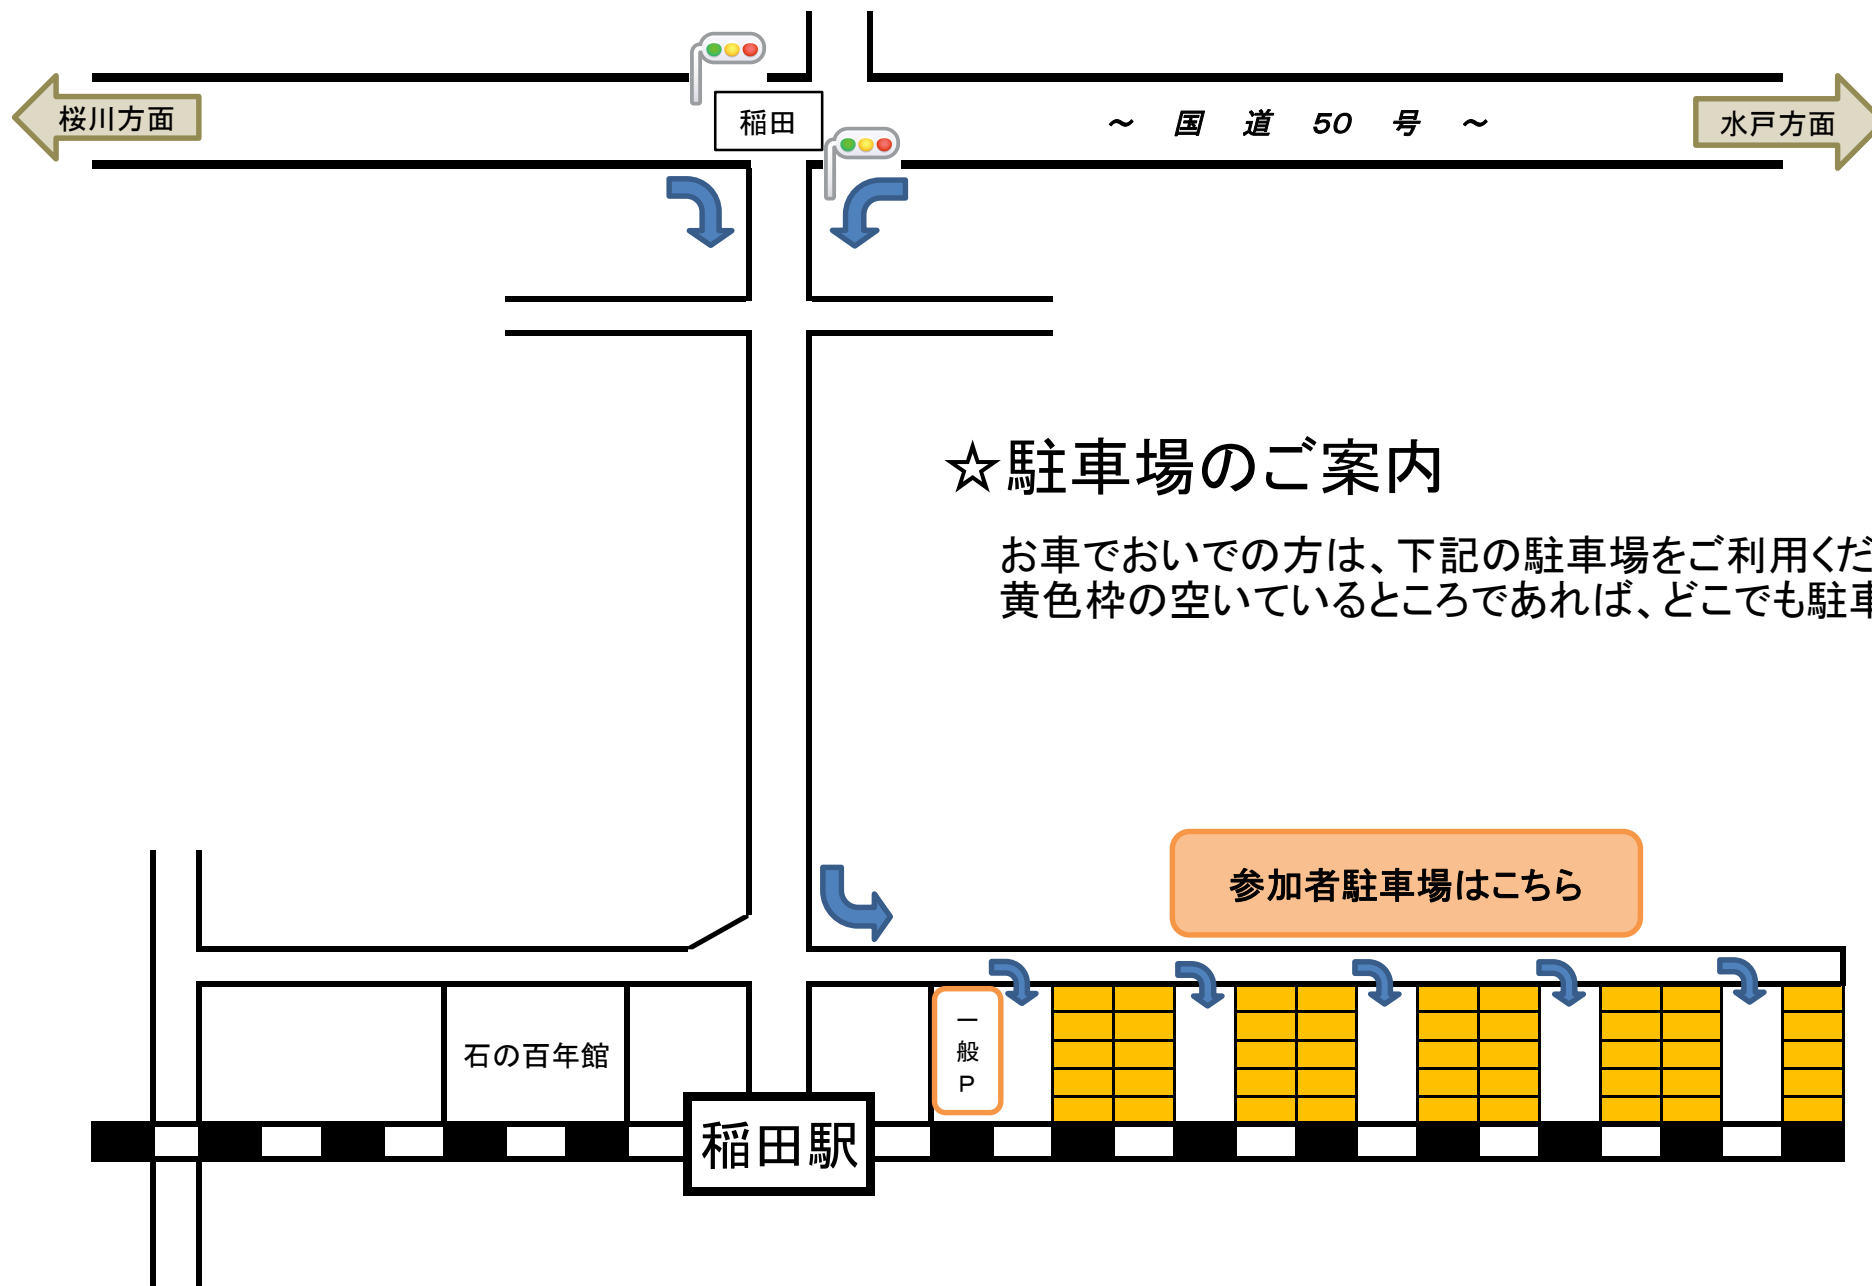 桜川方面
稲田
～ 国 道 50 号 ～
水戸方面
☆駐車場のご案内
お車でおいでの方は、下記の駐車場をご利用くだ
黄色枠の空いているところであれば、どこでも駐車
参加者駐車場はこちら
一般P
石の百年館
稲田駅